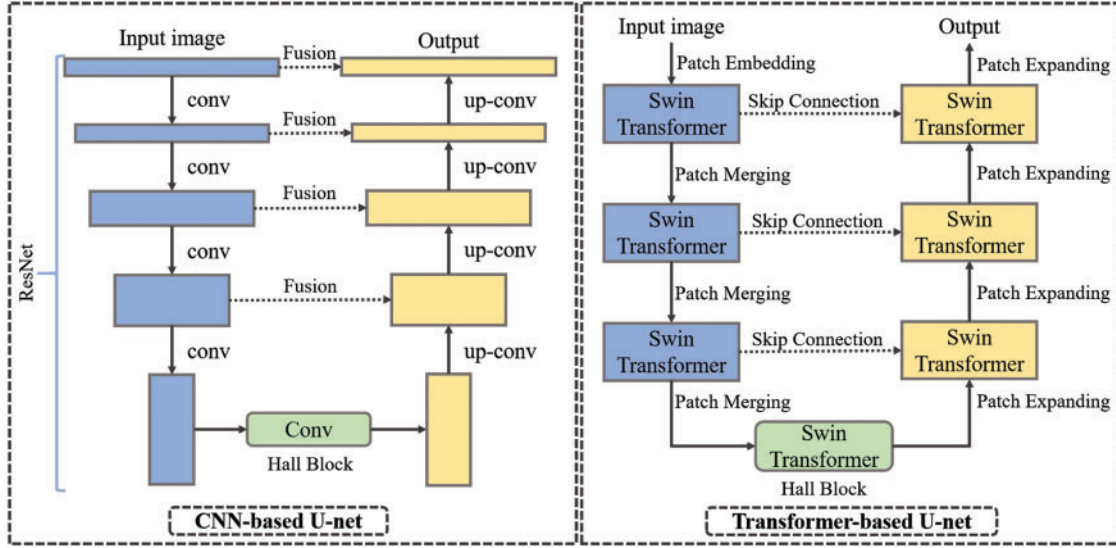 Input image
Output
Fusion
conv
up-conv
Fusion
conv
up-conv
Fusion
conv
up-conv
Fusion
conv
up-conv
ResNet
Conv
Hall Block
CNN-based U-net
Input image
Output
Patch Embedding
Patch Expanding
Swin
Transformer
Skip Connection
Swin
Transformer
Patch Merging
Patch Expanding
Swin
Transformer
Skip Connection
Swin
Transformer
Patch Merging
Patch Expanding
Swin
Transformer
Skip Connection
Swin
Transformer
Patch Merging
Patch Expanding
Swin
Transformer
Hall Block
Transformer-based U-net